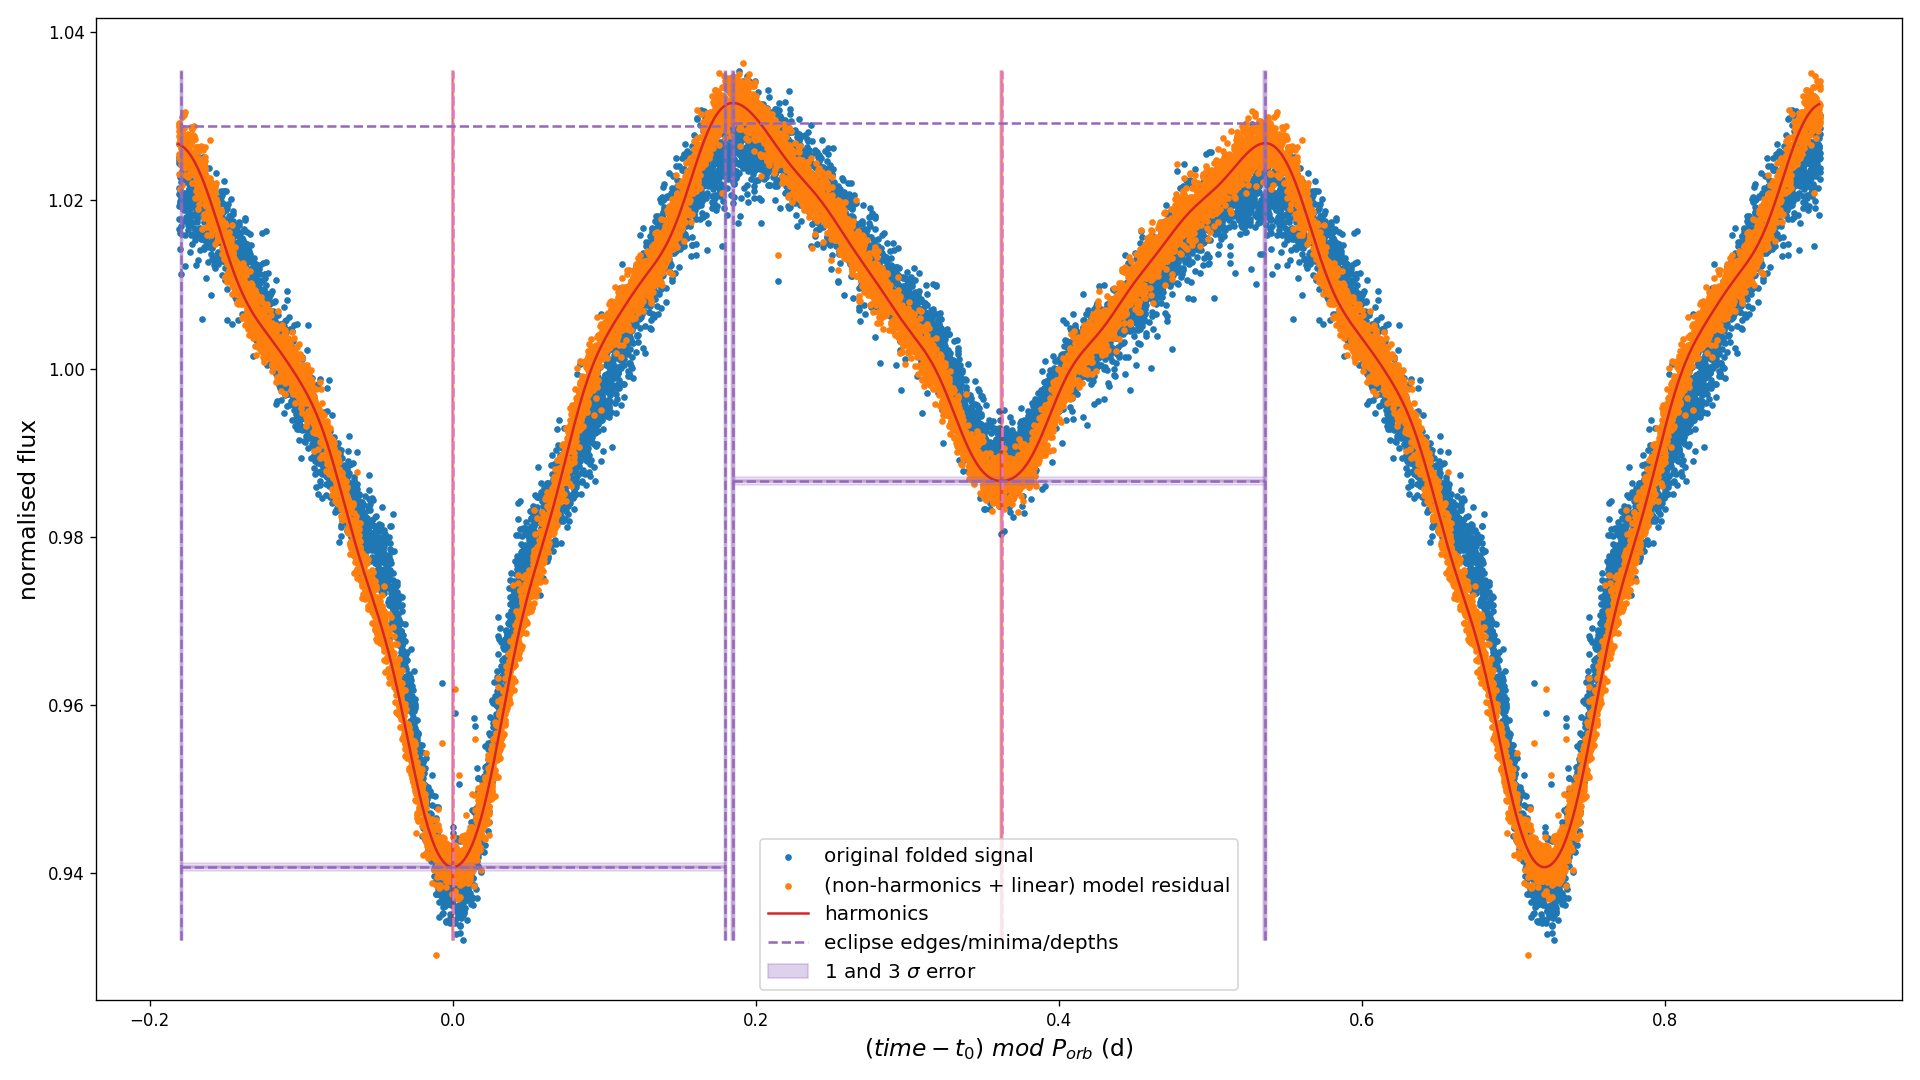 normalised flux
1.04
1.02
1.00
0.98
0.96
0.94
original folded signal
(non-harmonics + linear) model residual
harmonics
eclipse edges/minima/depths
1 and 3 σ error
−0.2 0.0 0.2 0.4 0.6 0.8
(time − t₀) mod Pₒᵣb (d)